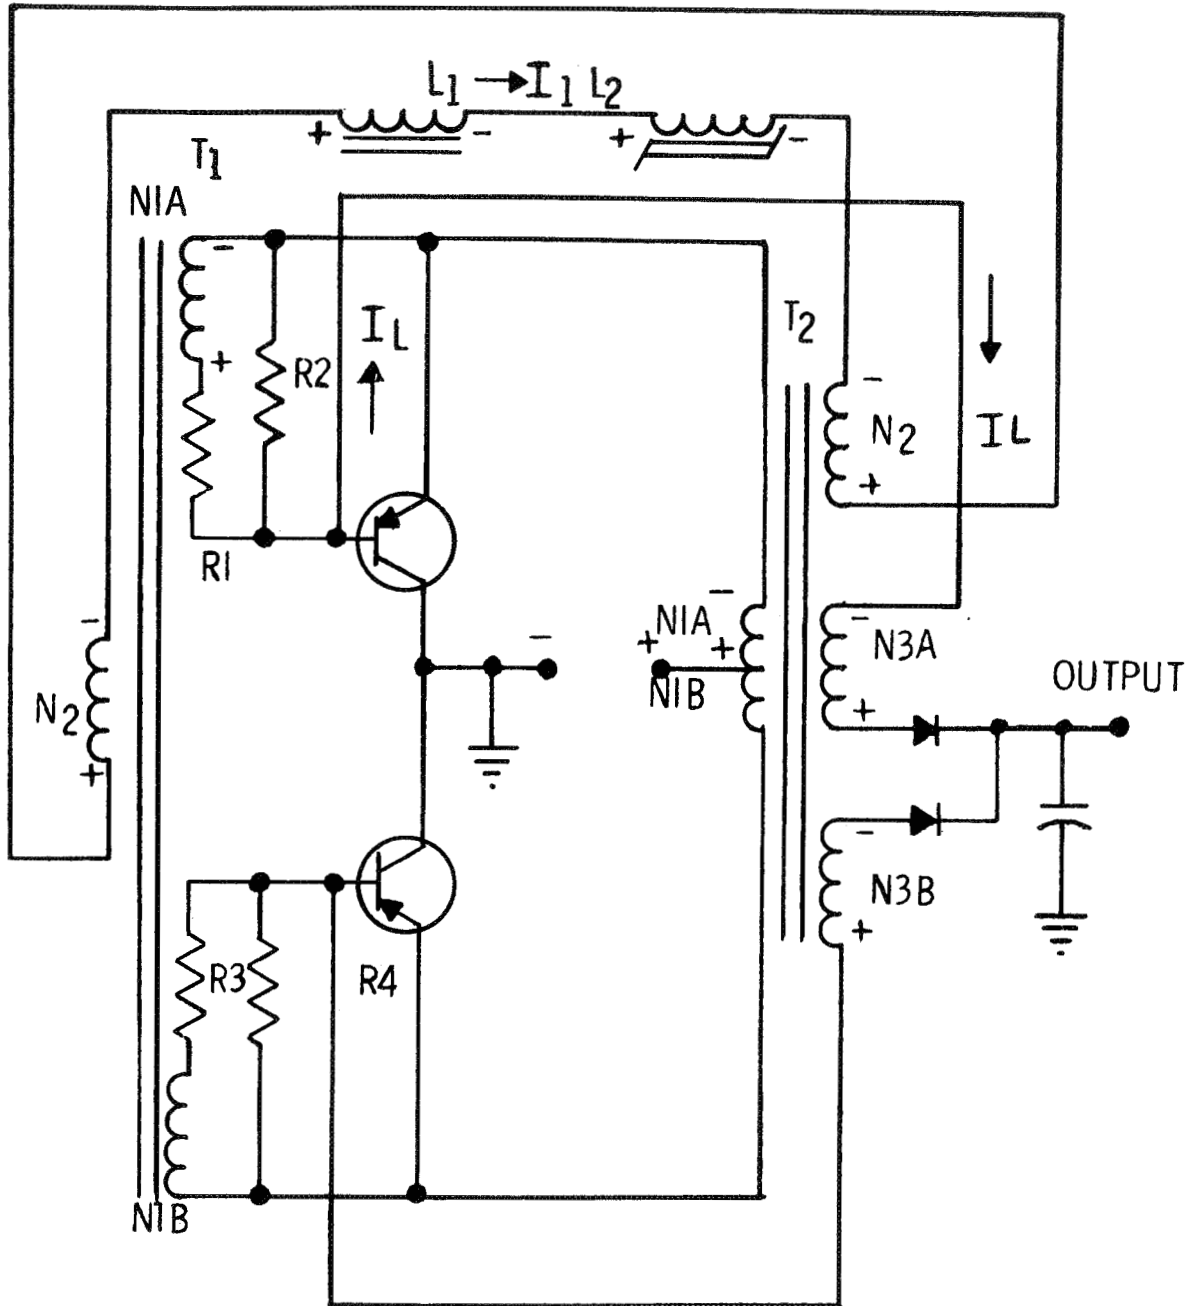 L1 → I1 L2
+ - + -
T1
N1A
-
+
R2
IL
R1
T2
-
N2
+
IL
-
N2
+
-
+
N1A
-
+
N1B
-
N3A
+
OUTPUT
-
N3B
+
R3
R4
N1B